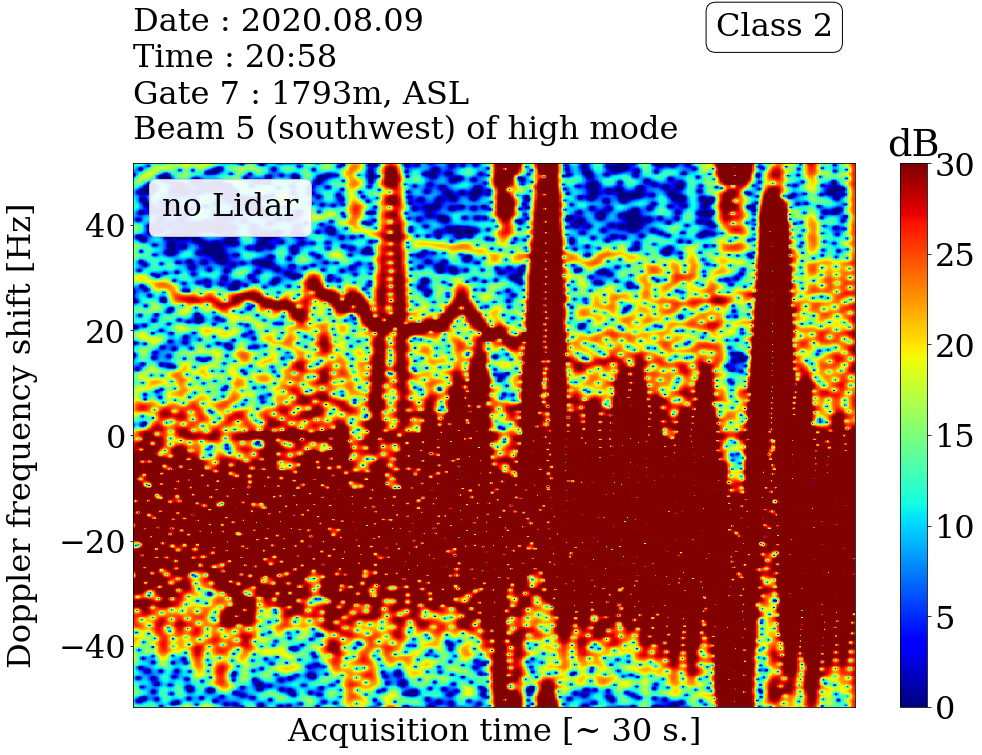 Date : 2020.08.09
Time : 20:58
Gate 7 : 1793m, ASL
Beam 5 (southwest) of high mode
Class 2
dB
no Lidar
Doppler frequency shift [Hz]
40
20
0
−20
−40
30
25
20
15
10
5
0
Acquisition time [~ 30 s.]